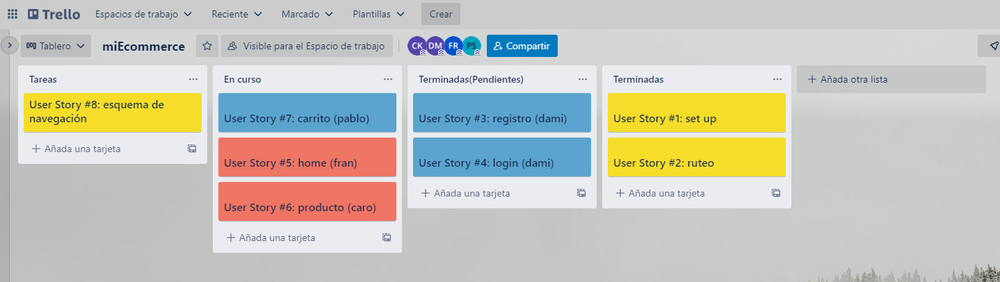 Trello
Espacios de trabajo
Reciente
Marcado
Plantillas
Crear
Tablero
miEcommerce
Visible para el Espacio de trabajo
CK
DM
FR
PS
Compartir
Tareas
User Story #8: esquema de
navegación
Añada una tarjeta
En curso
User Story #7: carrito (pablo)
User Story #5: home (fran)
User Story #6: producto (caro)
Añada una tarjeta
Terminadas(Pendientes)
User Story #3: registro (dami)
User Story #4: login (dami)
Añada una tarjeta
Terminadas
User Story #1: set up
User Story #2: ruteo
Añada una tarjeta
Añada otra lista